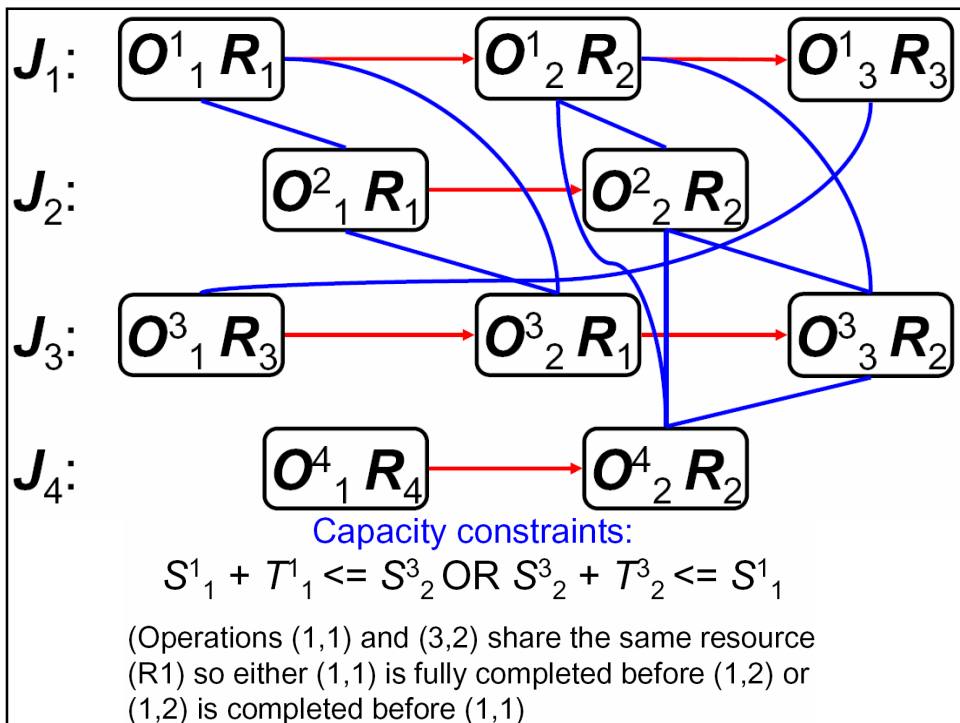 J₁: O¹₁ R₁ O¹₂ R₂ O¹₃ R₃
J₂: O²₁ R₁ O²₂ R₂
J₃: O³₁ R₃ O³₂ R₁ O³₃ R₂
J₄: O⁴₁ R₄ O⁴₂ R₂
Capacity constraints:
S¹₁ + T¹₁ <= S³₂ OR S³₂ + T³₂ <= S¹₁
(Operations (1,1) and (3,2) share the same resource
(R1) so either (1,1) is fully completed before (1,2) or
(1,2) is completed before (1,1)